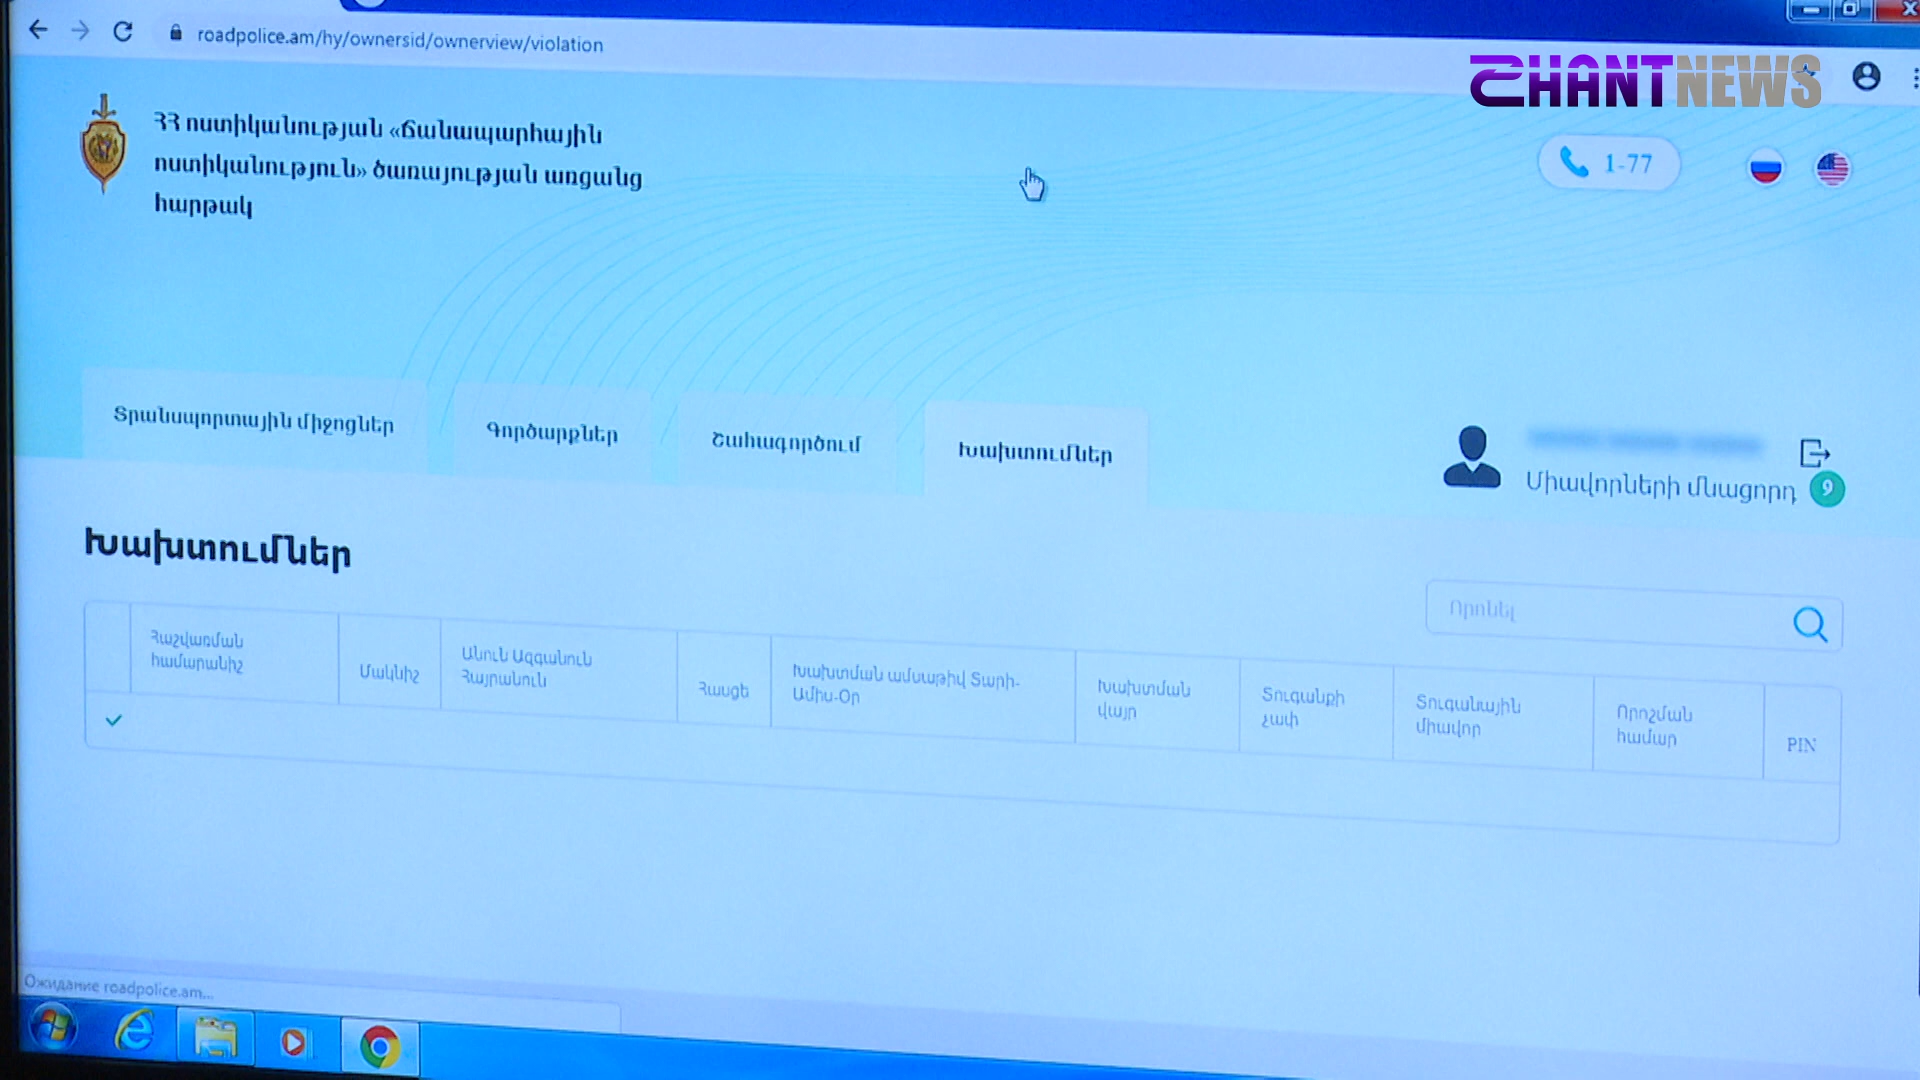 roadpolice.am/hy/ownersid/ownerview/violation
SHANTNEWS
ՀՀ ոստիկանության «ճանապարհային
ոստիկանություն» ծառայության առցանց
հարթակ
1-77
Տրանսպորտային միջոցներ
Գործարքներ
Շահագործում
Խախտումներ
Միավորների մնացորդ 9
Խախտումներ
Որոնել
Հաշվառման
համարանիշ
Մակնիշ
Անուն Ազգանուն
Հայրանուն
Հասցե
Խախտման ամսաթիվ Տարի-
Ամիս-Օր
Խախտման
վայր
Տուգանքի
չափ
Տուգանային
միավոր
Որոշման
համար
PIN
Ожидание roadpolice.am...